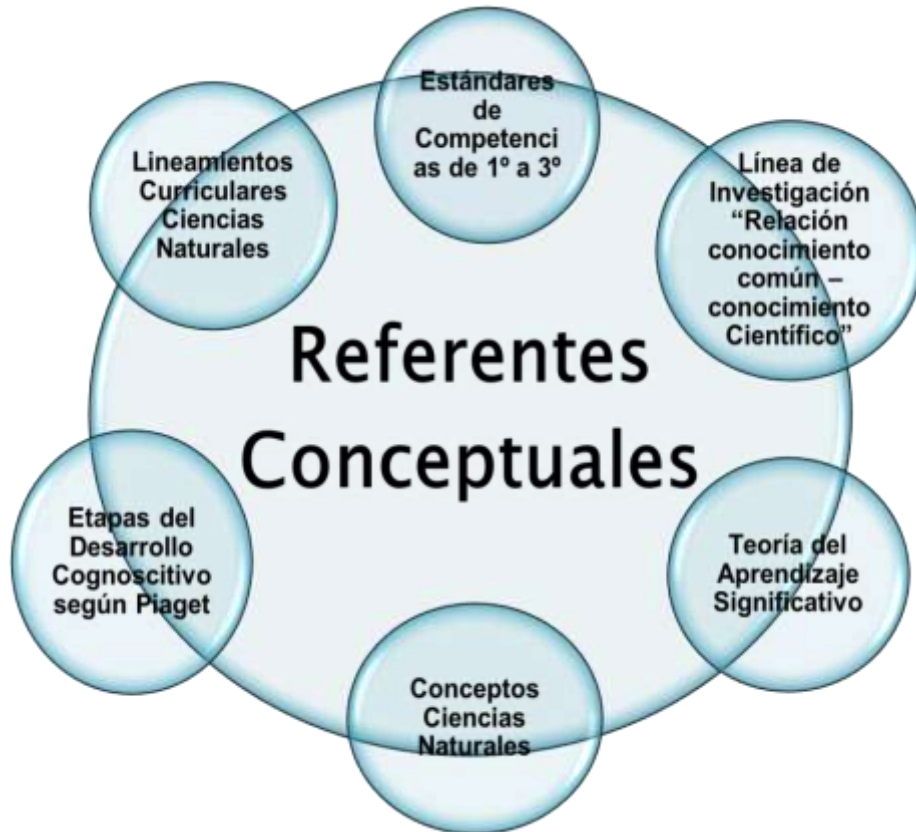 Estándares
de
Competenci
as de 1º a 3º
Línea de
Investigación
“Relación
conocimiento
común –
conocimiento
Científico”
Teoría del
Aprendizaje
Significativo
Conceptos
Ciencias
Naturales
Etapas del
Desarrollo
Cognoscitivo
según Piaget
Lineamientos
Curriculares
Ciencias
Naturales
Referentes
Conceptuales